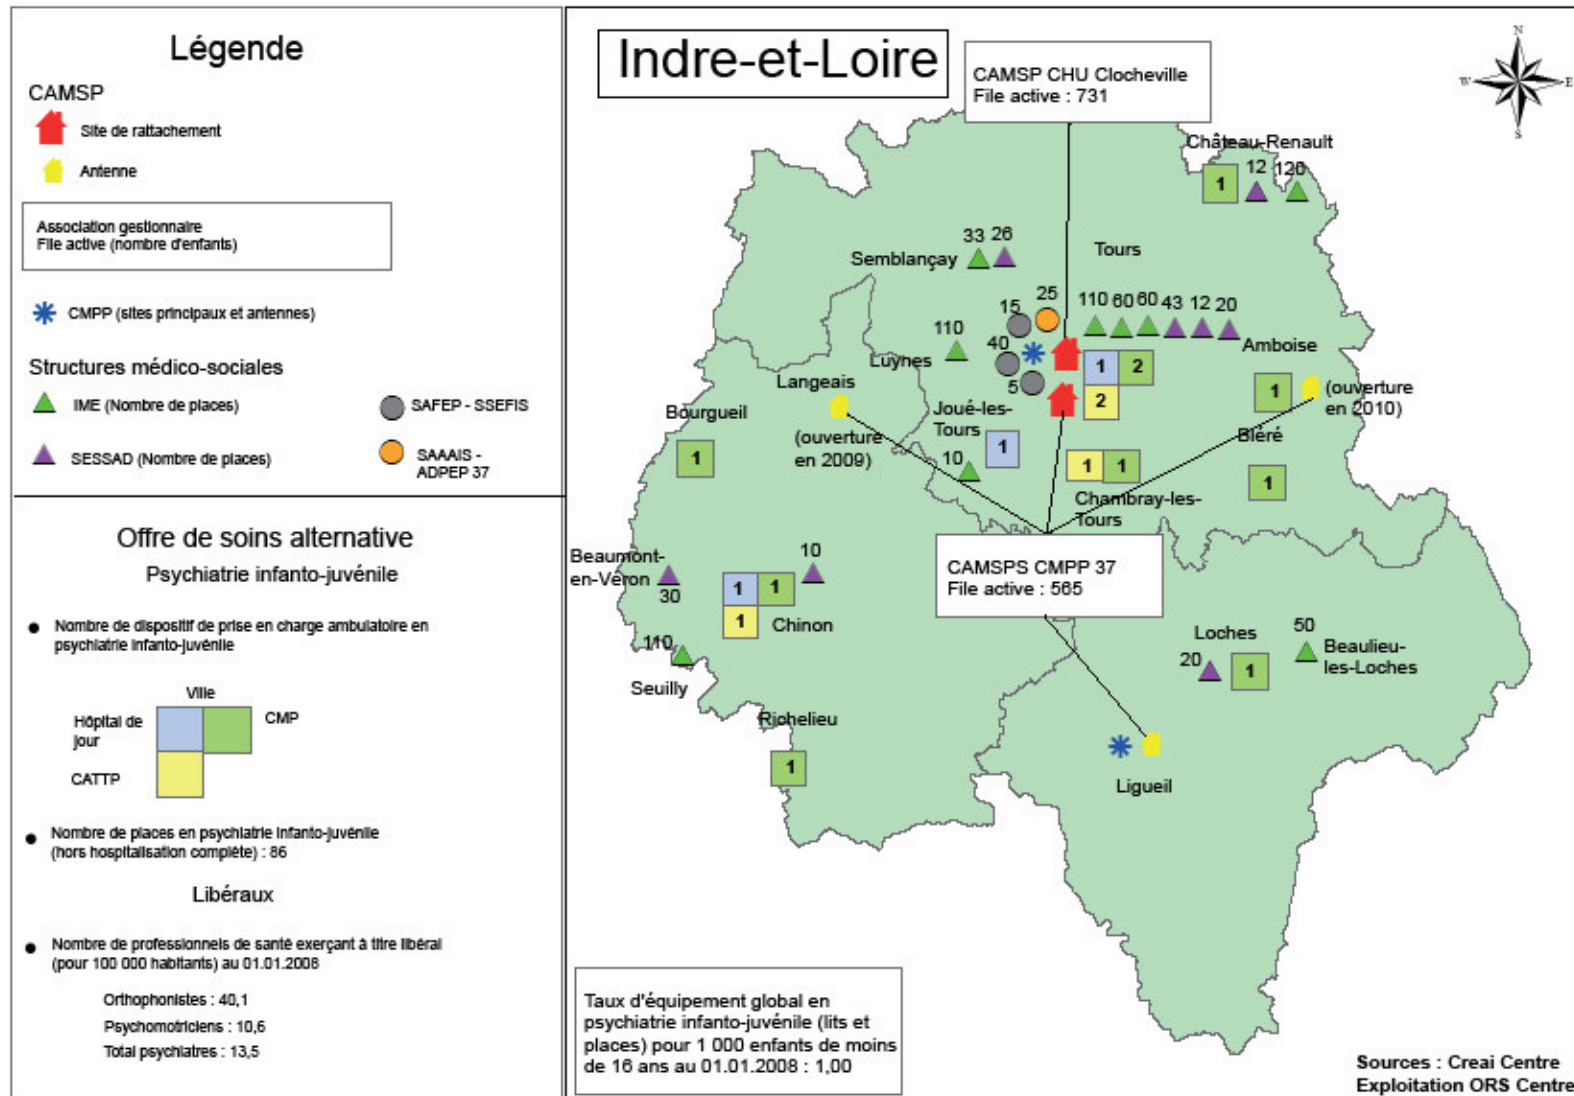 Légende
CAMSP
Site de rattachement
Antenne
Association gestionnaire
File active (nombre d'enfants)
CMPP (sites principaux et antennes)
Structures médico-sociales
IME (Nombre de places)
SAFEP - SSEFIS
SESSAD (Nombre de places)
SAAAIS -
ADPEP 37
Offre de soins alternative
Psychiatrie infanto-juvénile
Nombre de dispositif de prise en charge ambulatoire en
psychiatrie infanto-juvénile
Ville
Hôpital de
jour
CMP
CATTP
Nombre de places en psychiatrie infanto-juvénile
(hors hospitalisation complète) : 86
Libéraux
Nombre de professionnels de santé exerçant à titre libéral
(pour 100 000 habitants) au 01.01.2008
Orthophonistes : 40,1
Psychomotriciens : 10,6
Total psychiatres : 13,5
Indre-et-Loire
CAMSP CHU Clocheville
File active : 731
N
W
E
S
Château-Renault
1
12
120
33
26
Semblançay
Tours
15
25
110
60
60
43
12
20
110
Luynes
40
5
1
2
2
Amboise
1
(ouverture
en 2010)
Langeais
(ouverture
en 2009)
Bourgueil
1
Joué-les-
Tours
1
10
Bléré
1
1
1
Chambray-les-
Tours
Beaumont-
en-Véron
30
10
1
1
1
Chinon
CAMSPS CMPP 37
File active : 565
110
Seuilly
Loches
20
1
50
Beaulieu-
les-Loches
Richelieu
1
Ligueil
Taux d'équipement global en
psychiatrie infanto-juvénile (lits et
places) pour 1 000 enfants de moins
de 16 ans au 01.01.2008 : 1,00
Sources : Creai Centre
Exploitation ORS Centre